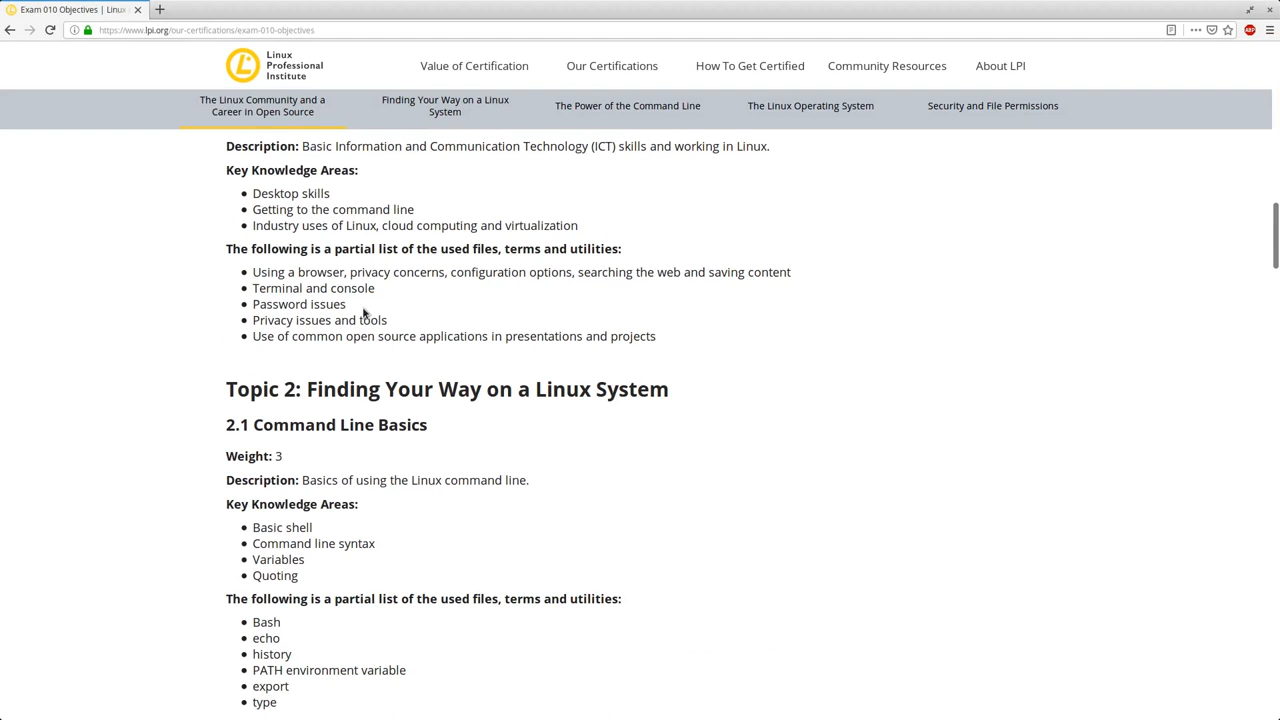 Exam 010 Objectives | Linux
https://www.lpi.org/our-certifications/exam-010-objectives
ABP
Linux
Professional
Institute
Value of Certification
Our Certifications
How To Get Certified
Community Resources
About LPI
The Linux Community and a
Career in Open Source
Finding Your Way on a Linux
System
The Power of the Command Line
The Linux Operating System
Security and File Permissions
Description: Basic Information and Communication Technology (ICT) skills and working in Linux.
Key Knowledge Areas:
Desktop skills
Getting to the command line
Industry uses of Linux, cloud computing and virtualization
The following is a partial list of the used files, terms and utilities:
Using a browser, privacy concerns, configuration options, searching the web and saving content
Terminal and console
Password issues
Privacy issues and tools
Use of common open source applications in presentations and projects
Topic 2: Finding Your Way on a Linux System
2.1 Command Line Basics
Weight: 3
Description: Basics of using the Linux command line.
Key Knowledge Areas:
Basic shell
Command line syntax
Variables
Quoting
The following is a partial list of the used files, terms and utilities:
Bash
echo
history
PATH environment variable
export
type